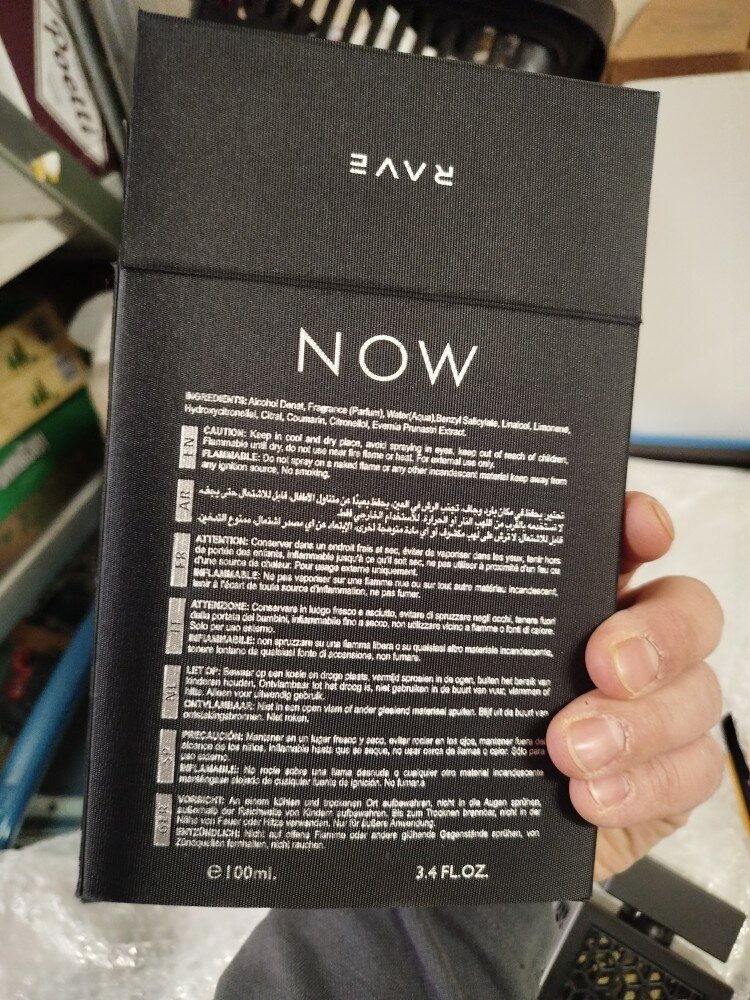 Poetti
RAVE
NOW
INGREDIENTS: Alcohol Denat, Fragrance (Parfum), Water(Aqua),Benzyl Salicylate, Linalool, Limonene,
Hydroxycitronellal, Citral, Coumarin, Citronellol, Evernia Prunastri Extract.
EN
CAUTION: Keep in cool and dry place, avoid spraying in eyes, keep out of reach of children,
Flammable until dry, do not use near fire flame or heat. For external use only.
FLAMMABLE: Do not spray on a naked flame or any other incandescent material keep away from
any ignition source. No smoking.
AR
FR
ATTENTION: Conserver dans un endroit frais et sec, éviter de vaporiser dans les yeux, tenir hors
de portée des enfants, inflammable jusqu'à ce qu'il soit sec, ne pas utiliser à proximité d'un feu ou
d'une source de chaleur. Pour usage externe uniquement.
INFLAMMABLE: Ne pas vaporiser sur une flamme nue ou sur tout autre matériau incandescent,
tenir à l'écart de toute source d'inflammation, ne pas fumer.
IT
ATTENZIONE: Conservare in luogo fresco e asciutto, evitare di spruzzare negli occhi, tenere fuori
dalla portata dei bambini, infiammabile fino a secco, non utilizzare vicino a fiamme o fonti di calore.
Solo per uso esterno.
INFIAMMABILE: non spruzzare su una fiamma libera o su qualsiasi altro materiale incandescente,
tenere lontano da qualsiasi fonte di accensione, non fumare.
NL
LET OP: Bewaar op een koele en droge plaats, vermijd sproeien in de ogen, buiten het bereik van
kinderen houden. Ontvlambaar tot het droog is, niet gebruiken in de buurt van vuur, vlammen of
hitte. Alleen voor uitwendig gebruik.
ONTVLAMBAAR: Niet in een open vlam of ander gloeiend materiaal spuiten. Blijf uit de buurt van
ontstekingsbronnen. Niet roken.
SP
PRECAUCIÓN: Mantener en un lugar fresco y seco, evitar rociar en los ojos, mantener fuera del
alcance de los niños. Inflamable hasta que se seque, no usar cerca de llamas o calor. Sólo para
uso externo.
INFLAMABLE: No rocíe sobre una llama desnuda o cualquier otro material incandescente
manténgase alejado de cualquier fuente de ignición. No fumará
GER
VORSICHT: An einem kühlen und trockenen Ort aufbewahren, nicht in die Augen sprühen,
außerhalb der Reichweite von Kindern aufbewahren. Bis zum Trocknen brennbar, nicht in der
Nähe von Feuer oder Hitze verwenden. Nur für äußere Anwendung
ENTZÜNDLICH: Nicht auf offene Flamme oder andere glühende Gegenstände sprühen, von
Zündquellen fernhalten, nicht rauchen.
℮100ml.
3.4 FL.OZ.